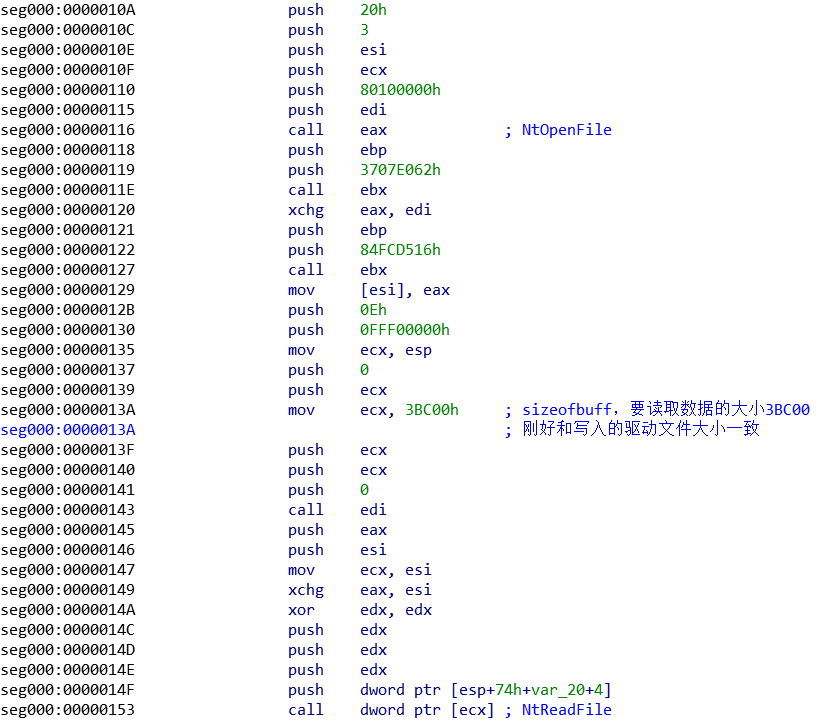 seg000:0000010A push 20h
seg000:0000010C push 3
seg000:0000010E push esi
seg000:0000010F push ecx
seg000:00000110 push 80100000h
seg000:00000115 push edi
seg000:00000116 call eax ; NtOpenFile
seg000:00000118 push ebp
seg000:00000119 push 3707E062h
seg000:0000011E call ebx
seg000:00000120 xchg eax, edi
seg000:00000121 push ebp
seg000:00000122 push 84FCD516h
seg000:00000127 call ebx
seg000:00000129 mov [esi], eax
seg000:0000012B push 0Eh
seg000:00000130 push 0FFF00000h
seg000:00000135 mov ecx, esp
seg000:00000137 push 0
seg000:00000139 push ecx
seg000:0000013A mov ecx, 3BC00h ; sizeofbuff，要读取数据的大小3BC00
seg000:0000013A ; 刚好和写入的驱动文件大小一致
seg000:0000013F push ecx
seg000:00000140 push ecx
seg000:00000141 push 0
seg000:00000143 call edi
seg000:00000145 push eax
seg000:00000146 push esi
seg000:00000147 mov ecx, esi
seg000:00000149 xchg eax, esi
seg000:0000014A xor edx, edx
seg000:0000014C push edx
seg000:0000014D push edx
seg000:0000014E push edx
seg000:0000014F push dword ptr [esp+74h+var_20+4]
seg000:00000153 call dword ptr [ecx] ; NtReadFile